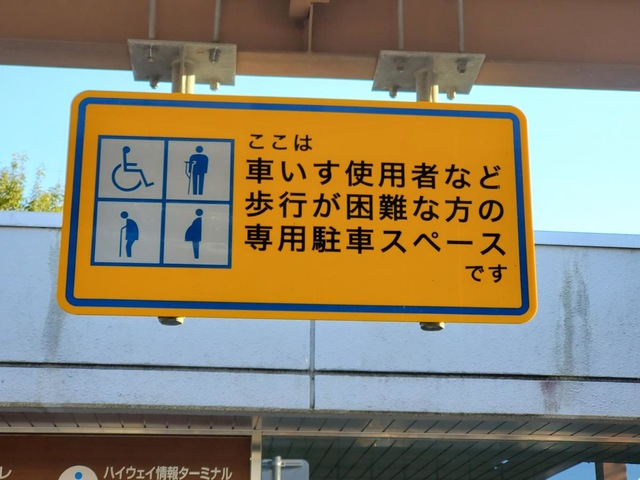 ここは
車いす使用者など
歩行が困難な方の
専用駐車スペース
です
レ
ハイウェイ情報ターミナル